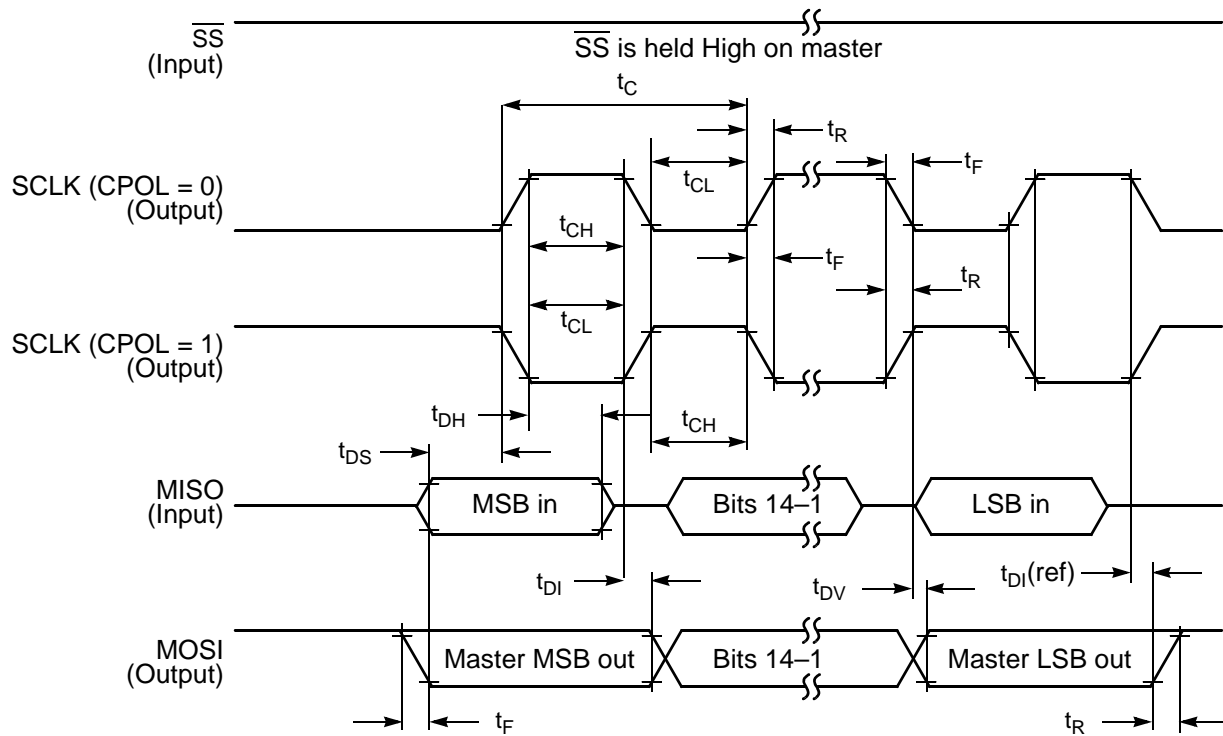 SS
(Input)
SS is held High on master
tC
tR
tF
SCLK (CPOL = 0)
(Output)
tCL
tCH
tF
tR
tCL
SCLK (CPOL = 1)
(Output)
tDH
tCH
tDS
MISO
(Input)
MSB in
Bits 14–1
LSB in
tDI
tDV
tDI(ref)
MOSI
(Output)
Master MSB out
Bits 14–1
Master LSB out
tF
tR